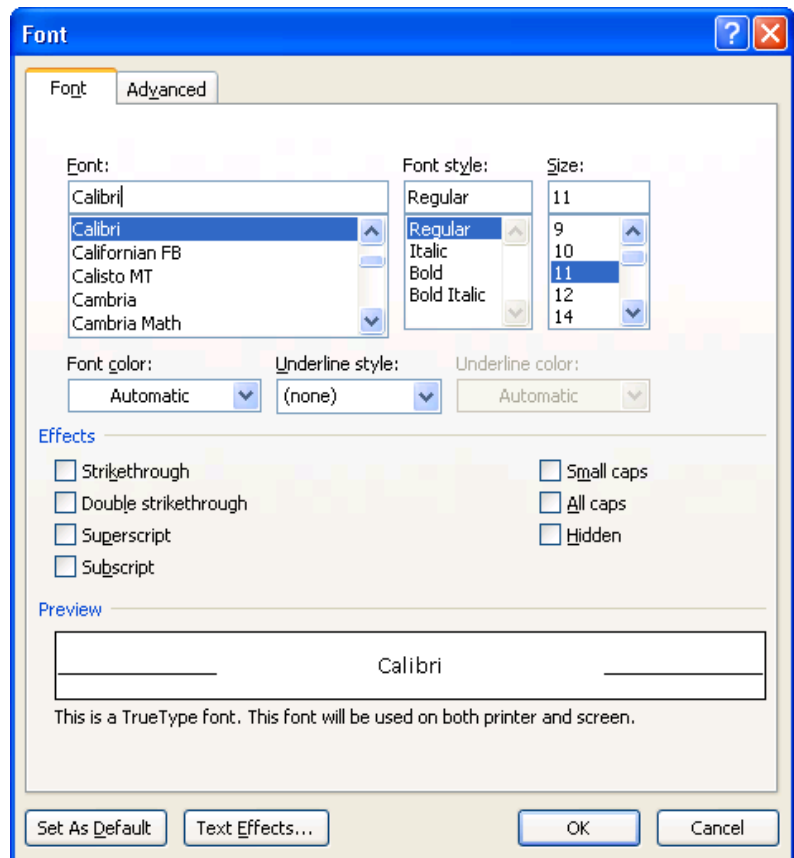 Font
Font Advanced
Font: Font style: Size:
Calibri Regular 11
Calibri Regular 9
Californian FB Italic 10
Calisto MT Bold 11
Cambria Bold Italic 12
Cambria Math 14
Font color: Underline style: Underline color:
Automatic (none) Automatic
Effects
Strikethrough Small caps
Double strikethrough All caps
Superscript Hidden
Subscript
Preview
Calibri
This is a TrueType font. This font will be used on both printer and screen.
Set As Default Text Effects... OK Cancel